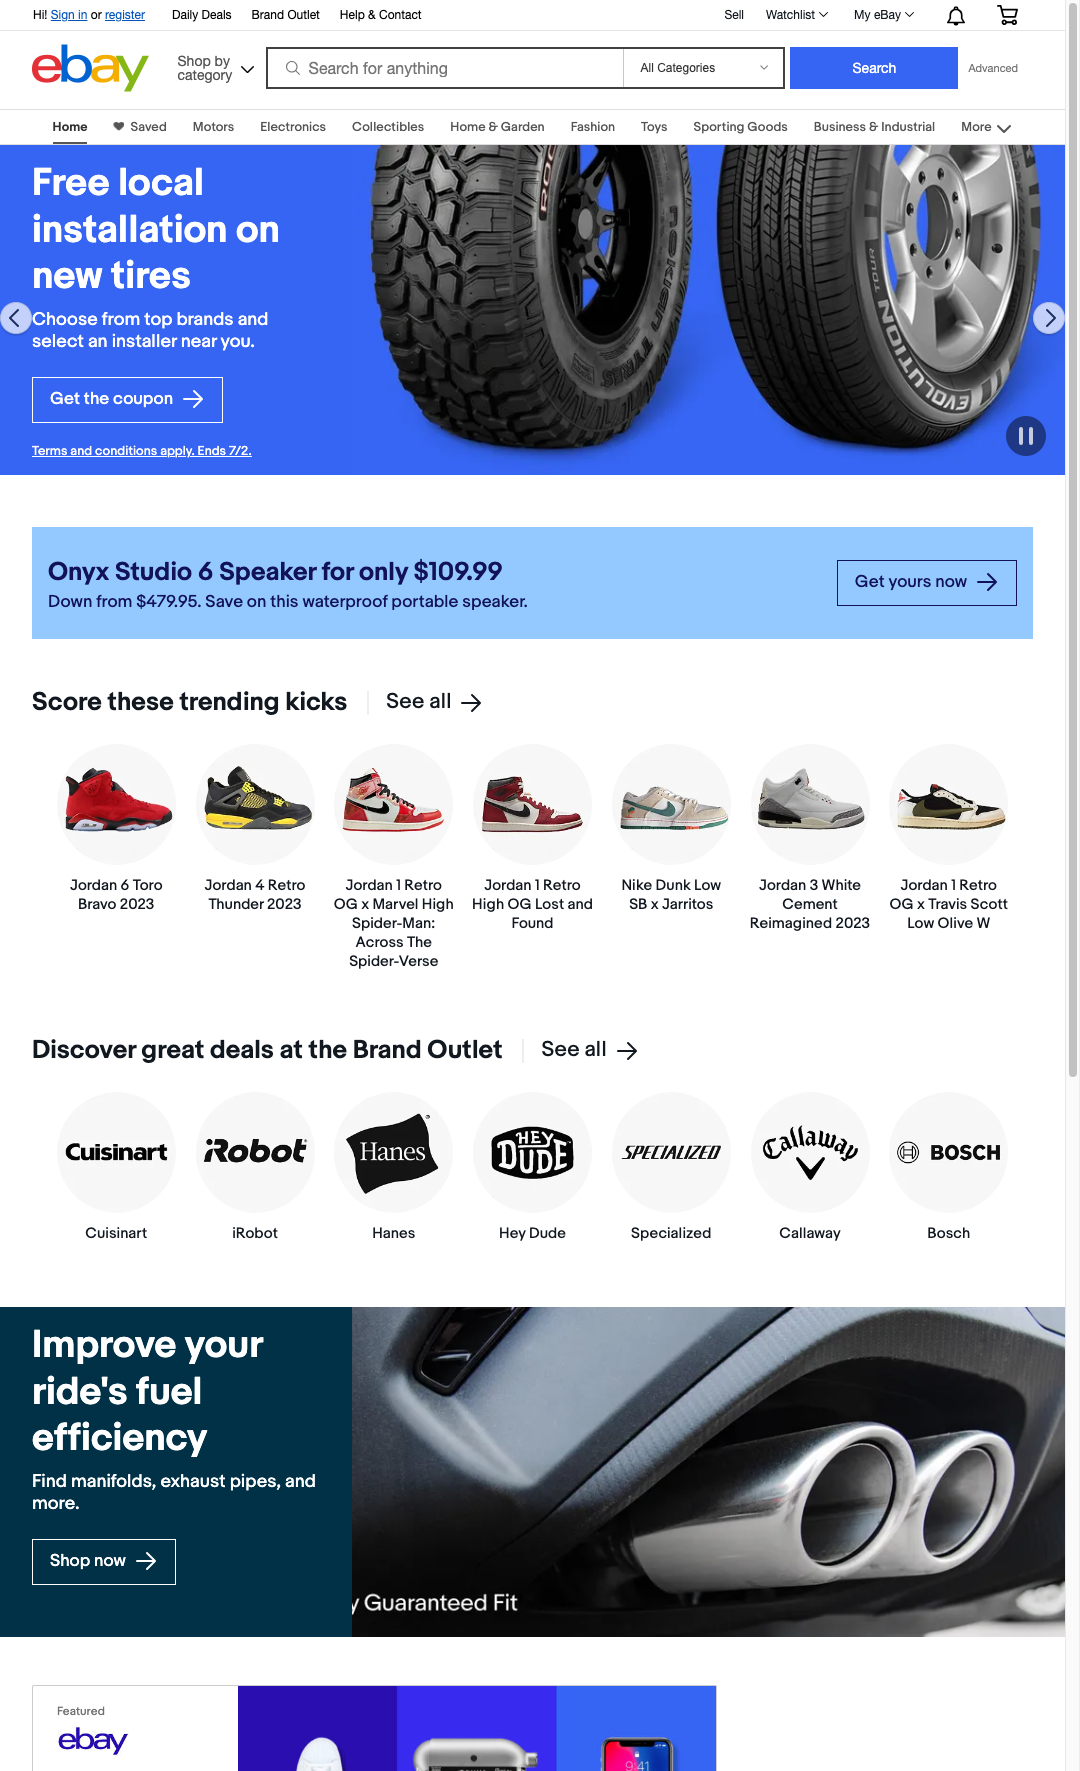 Hi! Sign in or register Daily Deals Brand Outlet Help & Contact Sell Watchlist My eBay
ebay Shop by category Search for anything All Categories Search Advanced
Home Saved Motors Electronics Collectibles Home & Garden Fashion Toys Sporting Goods Business & Industrial More
Free local
installation on
new tires
Choose from top brands and
select an installer near you.
Get the coupon
Terms and conditions apply. Ends 7/2.
NOKIAN TYRES
EVOLUTION TOUR
Onyx Studio 6 Speaker for only $109.99
Down from $479.95. Save on this waterproof portable speaker.
Get yours now
Score these trending kicks See all
Jordan 6 Toro
Bravo 2023
Jordan 4 Retro
Thunder 2023
Jordan 1 Retro
OG x Marvel High
Spider-Man:
Across The
Spider-Verse
Jordan 1 Retro
High OG Lost and
Found
Nike Dunk Low
SB x Jarritos
Jordan 3 White
Cement
Reimagined 2023
Jordan 1 Retro
OG x Travis Scott
Low Olive W
Discover great deals at the Brand Outlet See all
Cuisinart iRobot Hanes HEY DUDE SPECIALIZED Callaway BOSCH
Cuisinart iRobot Hanes Hey Dude Specialized Callaway Bosch
Improve your
ride's fuel
efficiency
Find manifolds, exhaust pipes, and
more.
Shop now
y Guaranteed Fit
Featured
ebay
9:41